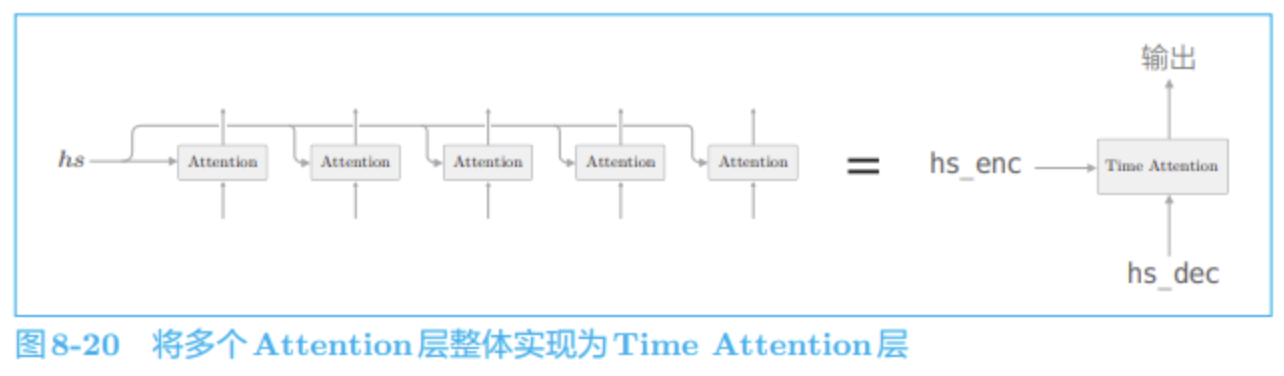 输出
hs Attention Attention Attention Attention Attention = hs_enc Time Attention
hs_dec
图8-20 将多个Attention层整体实现为Time Attention层